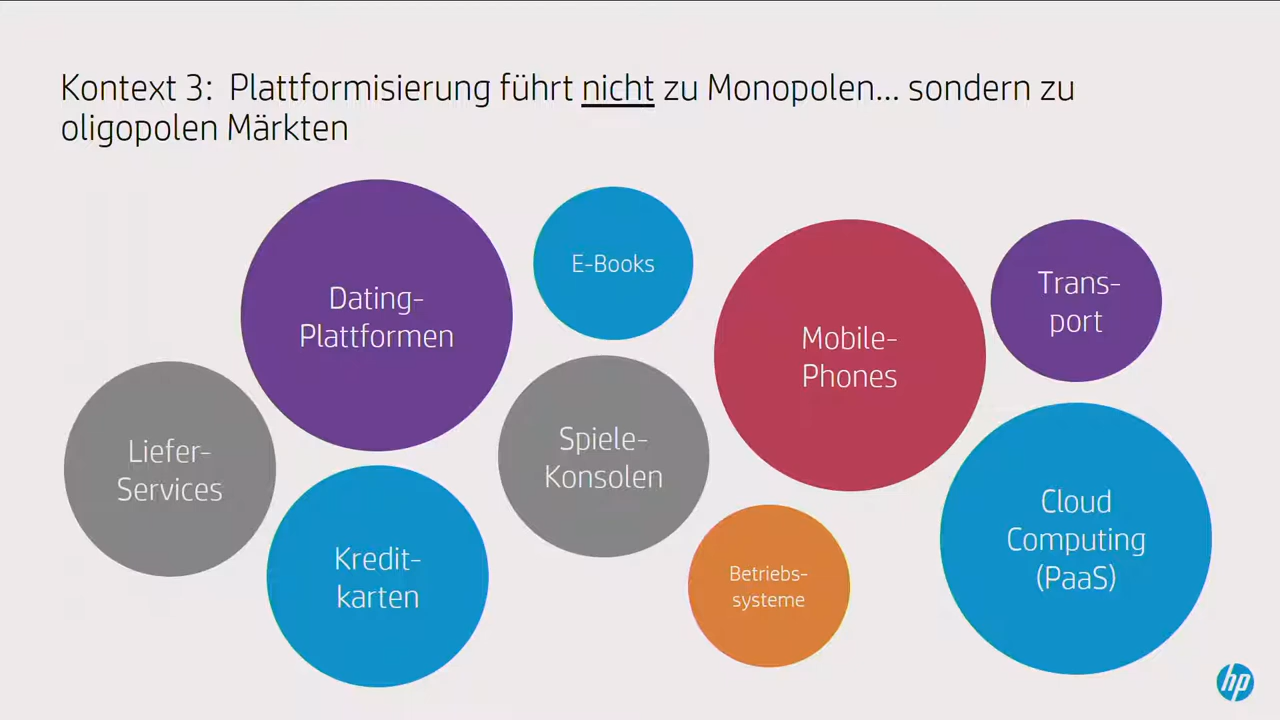 Kontext 3:  Plattformisierung führt nicht zu Monopolen... sondern zu
oligopolen Märkten
Dating-
Plattformen
E-Books
Mobile-
Phones
Trans-
port
Liefer-
Services
Spiele-
Konsolen
Kredit-
karten
Betriebs-
systeme
Cloud
Computing
(PaaS)
hp